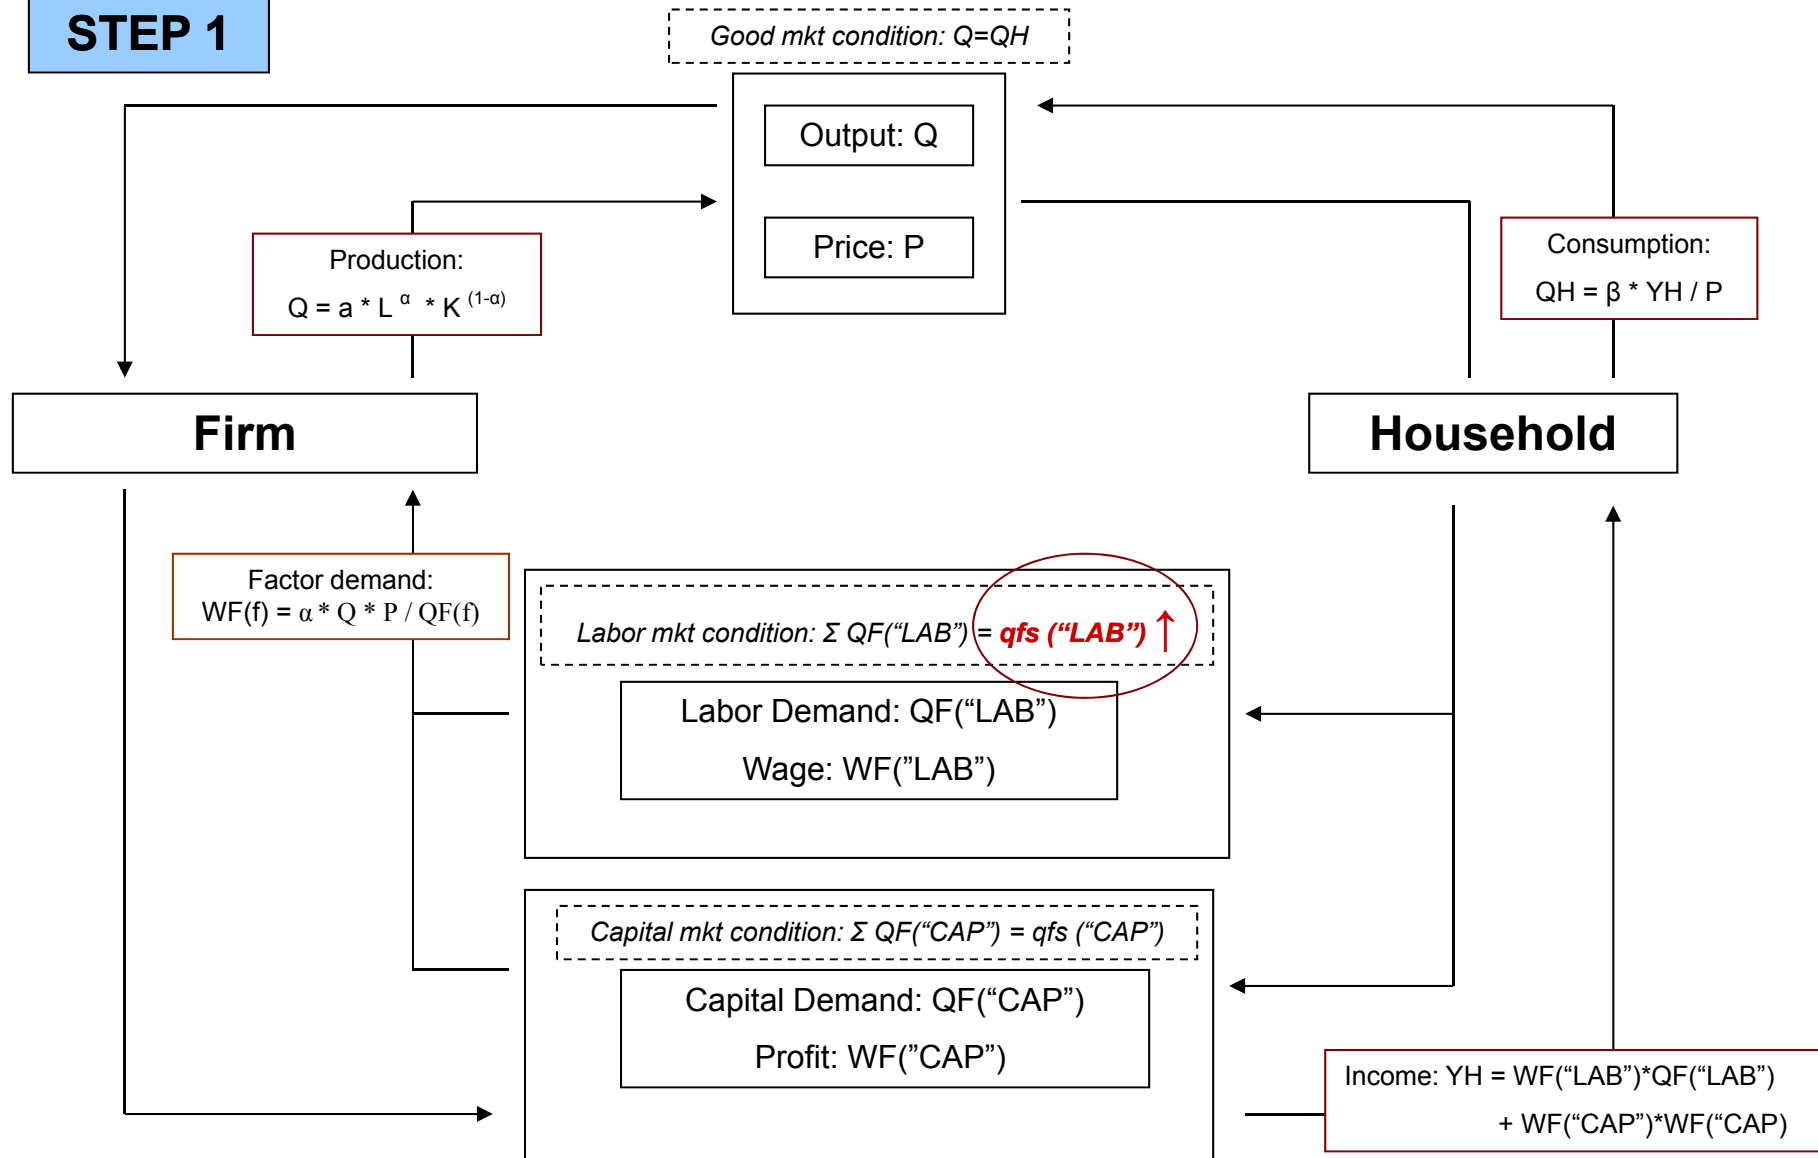 STEP 1
Good mkt condition: Q=QH
Output: Q
Price: P
Production:
Q = a * L ᵅ * K ⁽¹⁻ᵅ⁾
Consumption:
QH = β * YH / P
Firm
Household
Factor demand:
WF(f) = α * Q * P / QF(f)
Labor mkt condition: Σ QF(“LAB”) = qfs (“LAB”) ↑
Labor Demand: QF(“LAB”)
Wage: WF(”LAB”)
Capital mkt condition: Σ QF(“CAP”) = qfs (“CAP”)
Capital Demand: QF(“CAP”)
Profit: WF(”CAP”)
Income: YH = WF(“LAB”)*QF(“LAB”)
+ WF(“CAP”)*WF(“CAP)